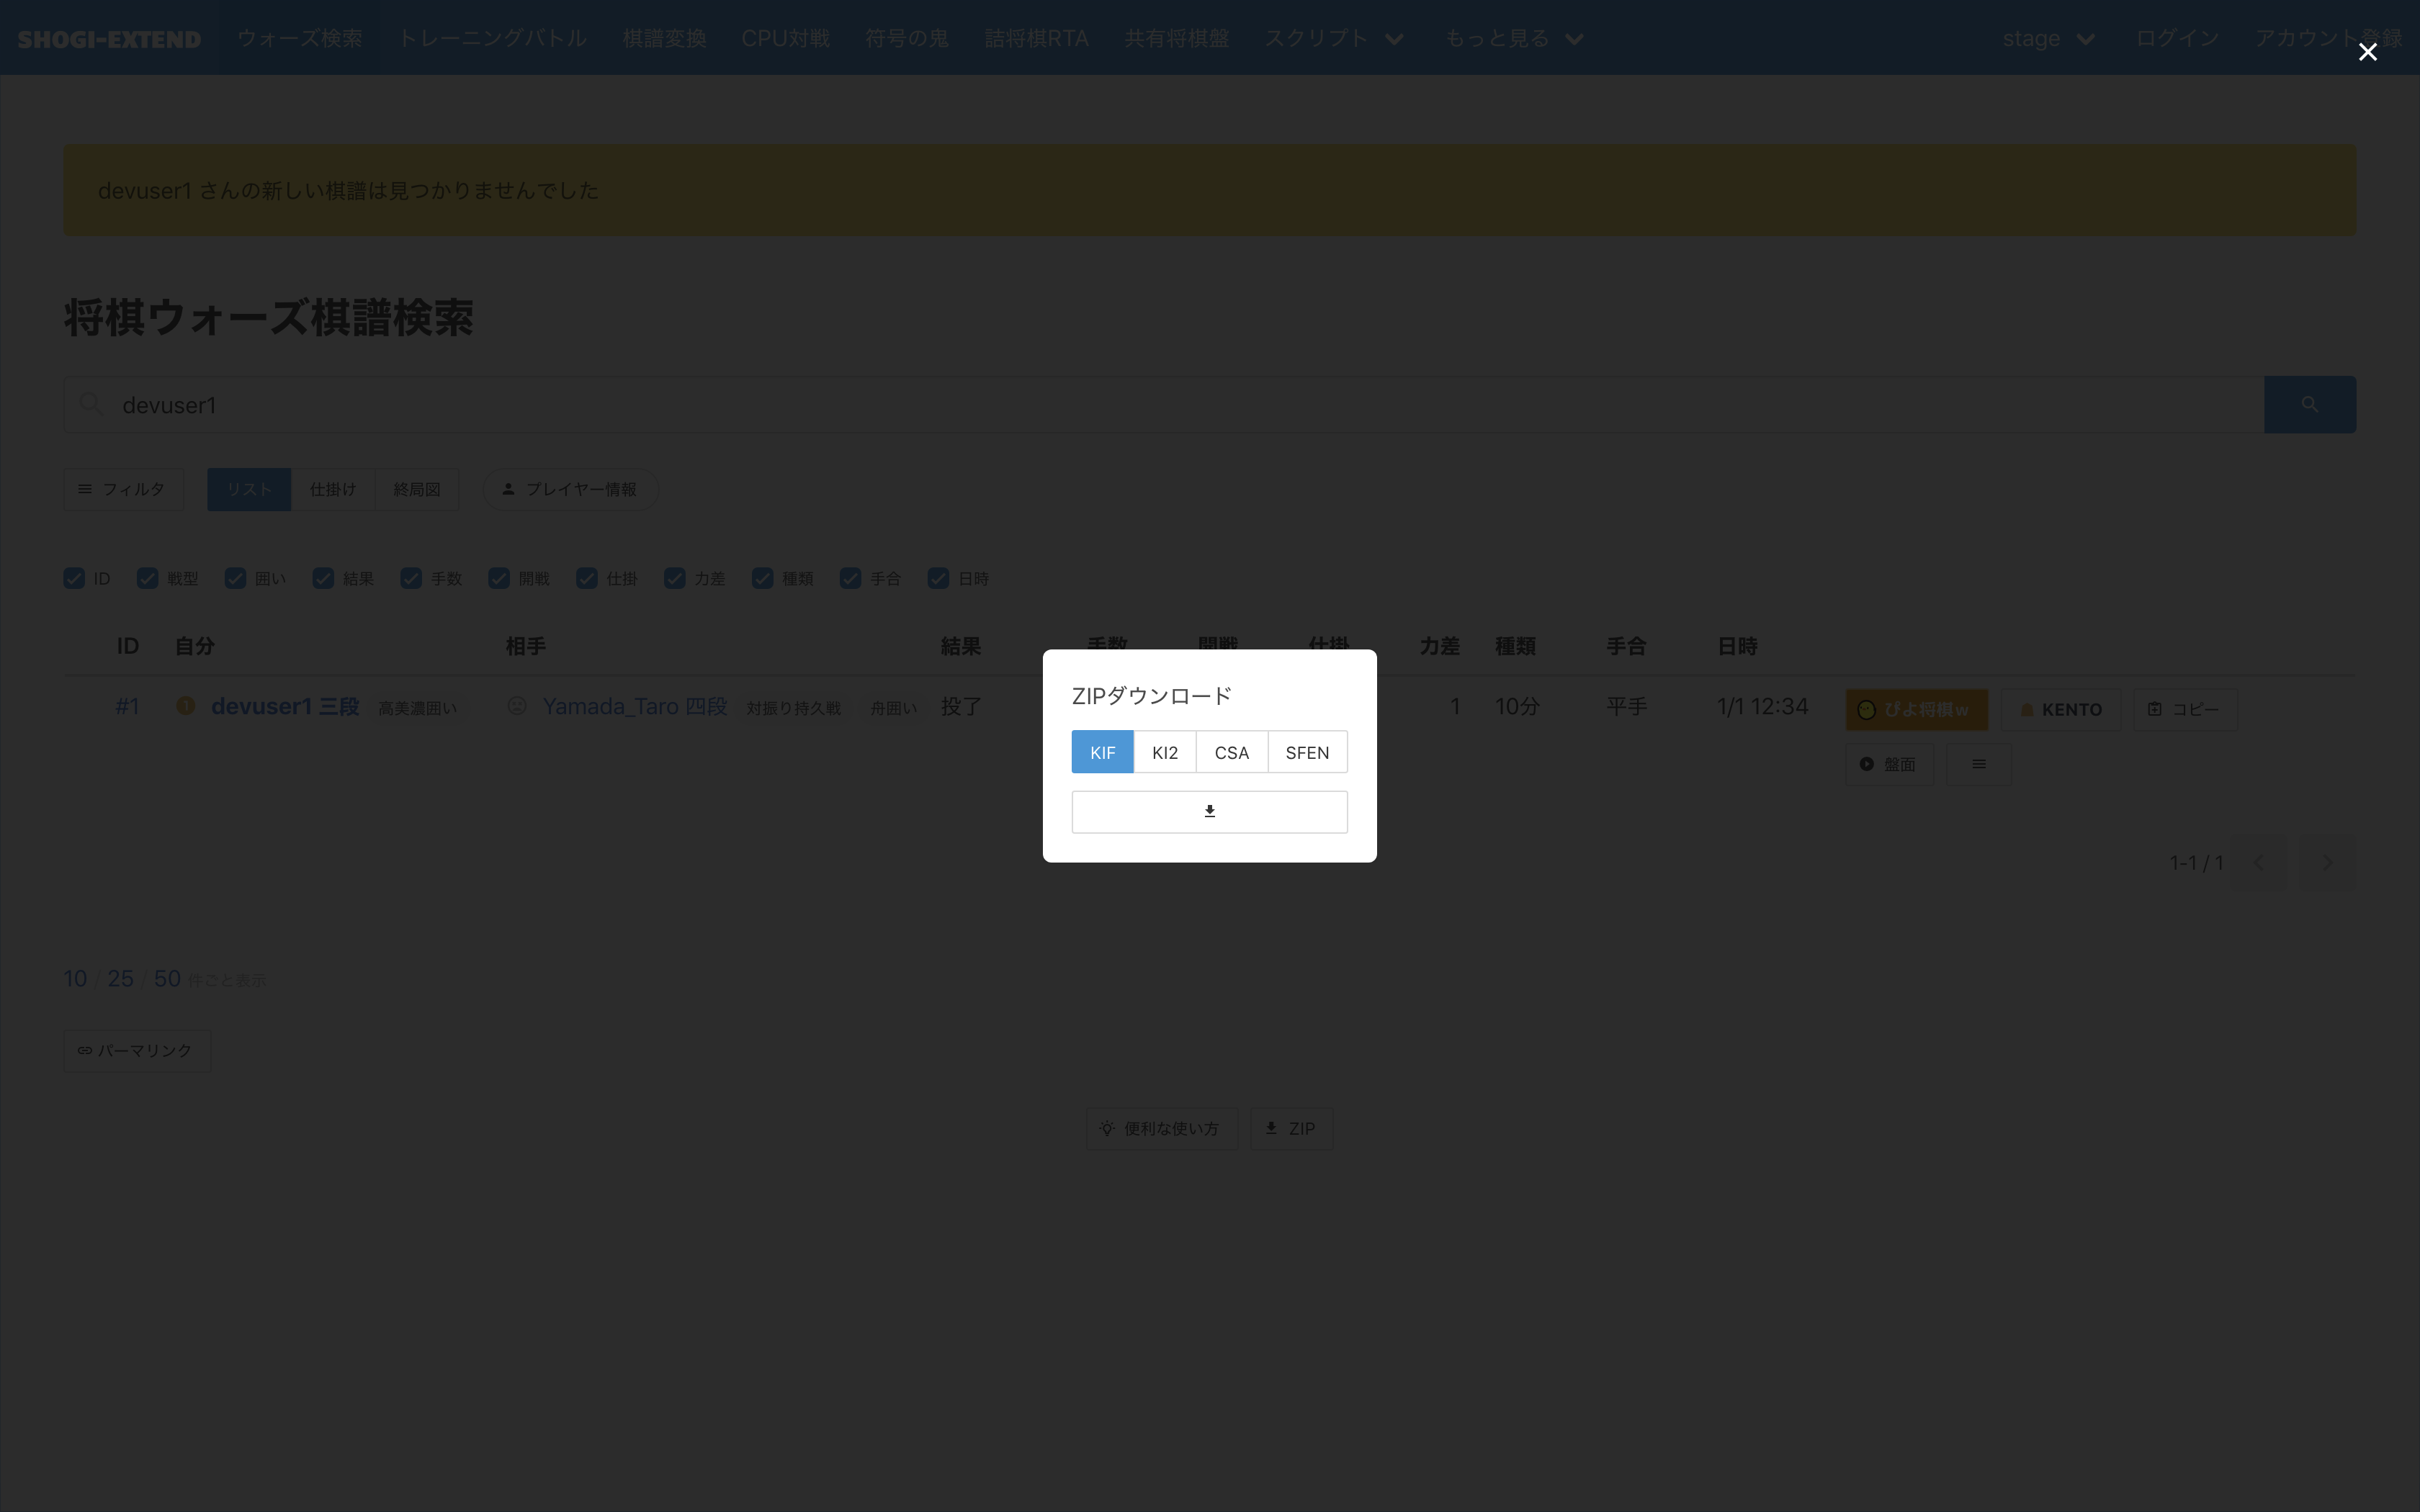 SHOGI-EXTEND ウォーズ検索 トレーニングバトル 棋譜変換 CPU対戦 符号の鬼 詰将棋RTA 共有将棋盤 スクリプト もっと見る stage ログイン アカウント登録
devuser1 さんの新しい棋譜は見つかりませんでした
将棋ウォーズ棋譜検索
devuser1
フィルタ リスト 仕掛け 終局図 プレイヤー情報
ID 戦型 囲い 結果 手数 開戦 仕掛 力差 種類 手合 日時
ID 自分 相手 結果 手数 開戦 仕掛 力差 種類 手合 日時
#1 1 devuser1 三段 高美濃囲い Yamada_Taro 四段 対振り持久戦 舟囲い 投了 1 10分 平手 1/1 12:34 ぴよ将棋w KENTO コピー
盤面
ZIPダウンロード
KIF KI2 CSA SFEN
1-1 / 1
10 / 25 / 50 件ごと表示
パーマリンク
便利な使い方 ZIP